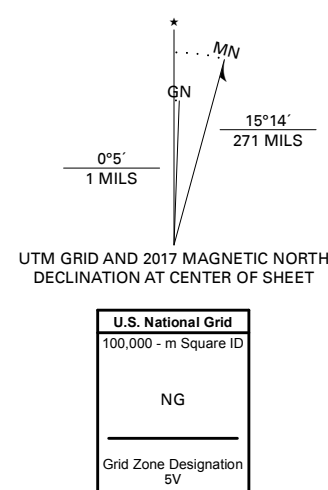 ★
MN
GN
15°14´
271 MILS
0°5´
1 MILS
UTM GRID AND 2017 MAGNETIC NORTH
DECLINATION AT CENTER OF SHEET
U.S. National Grid
100,000 - m Square ID
NG
Grid Zone Designation
5V